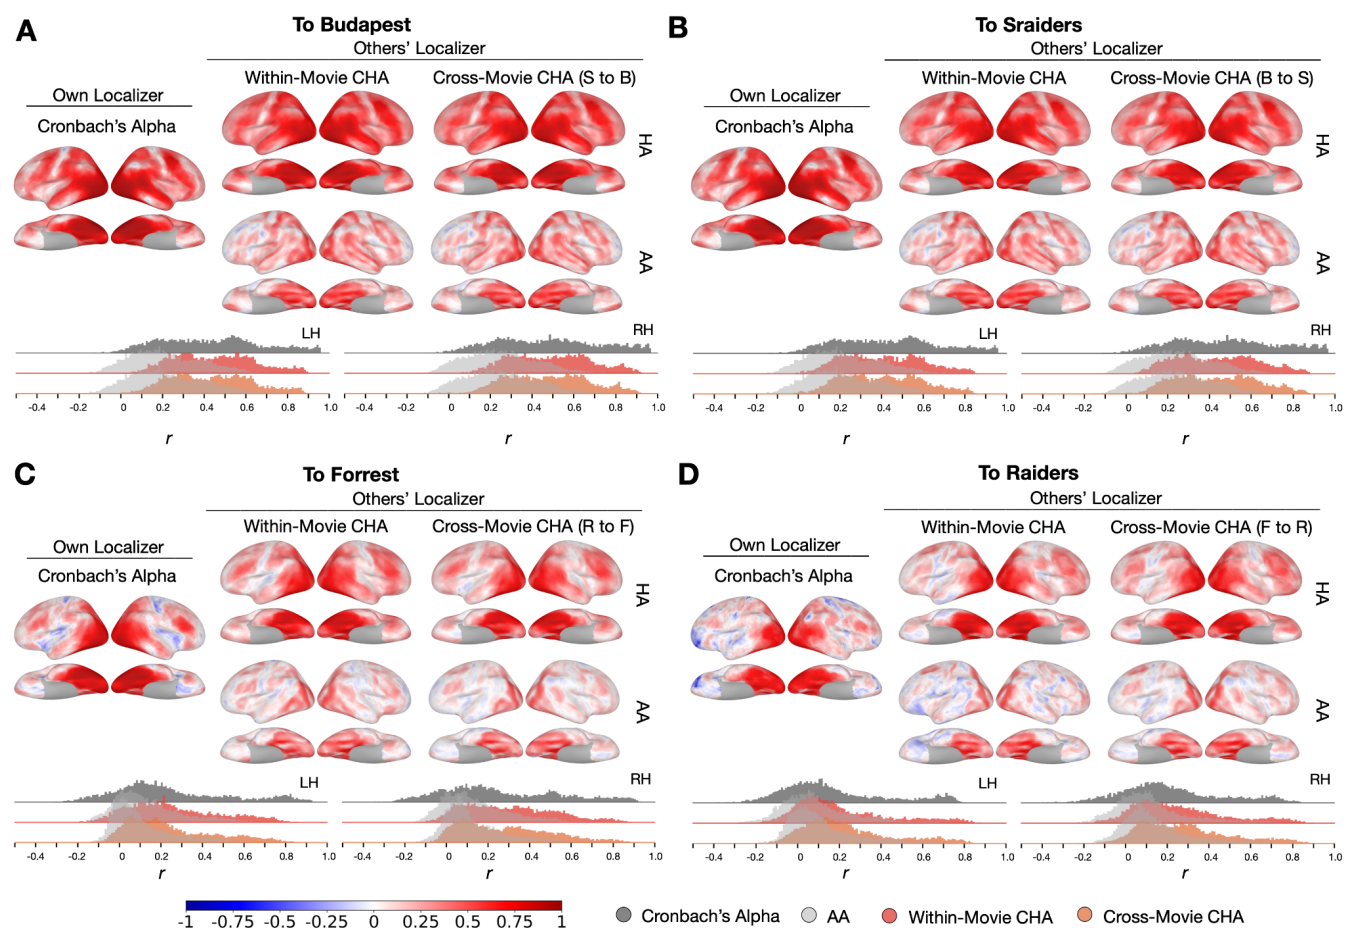 A
To Budapest
Others' Localizer
Within-Movie CHA
Cross-Movie CHA (S to B)
Own Localizer
Cronbach's Alpha
HA
AA
LH
RH
-0.4 -0.2 0 0.2 0.4 0.6 0.8 1.0
-0.4 -0.2 0 0.2 0.4 0.6 0.8 1.0
r
r
B
To Sraiders
Others' Localizer
Within-Movie CHA
Cross-Movie CHA (B to S)
Own Localizer
Cronbach's Alpha
HA
AA
LH
RH
-0.4 -0.2 0 0.2 0.4 0.6 0.8 1.0
-0.4 -0.2 0 0.2 0.4 0.6 0.8 1.0
r
r
C
To Forrest
Others' Localizer
Within-Movie CHA
Cross-Movie CHA (R to F)
Own Localizer
Cronbach's Alpha
HA
AA
LH
RH
-0.4 -0.2 0 0.2 0.4 0.6 0.8 1.0
-0.4 -0.2 0 0.2 0.4 0.6 0.8 1.0
r
r
D
To Raiders
Others' Localizer
Within-Movie CHA
Cross-Movie CHA (F to R)
Own Localizer
Cronbach's Alpha
HA
AA
LH
RH
-0.4 -0.2 0 0.2 0.4 0.6 0.8 1.0
-0.4 -0.2 0 0.2 0.4 0.6 0.8 1.0
r
r
-1 -0.75 -0.5 -0.25 0 0.25 0.5 0.75 1
Cronbach's Alpha
AA
Within-Movie CHA
Cross-Movie CHA